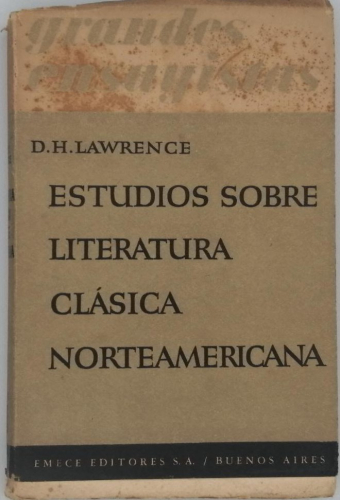 grandes
ensayistas
D.H.LAWRENCE
ESTUDIOS SOBRE
LITERATURA
CLÁSICA
NORTEAMERICANA
EMECE EDITORES S.A. / BUENOS AIRES